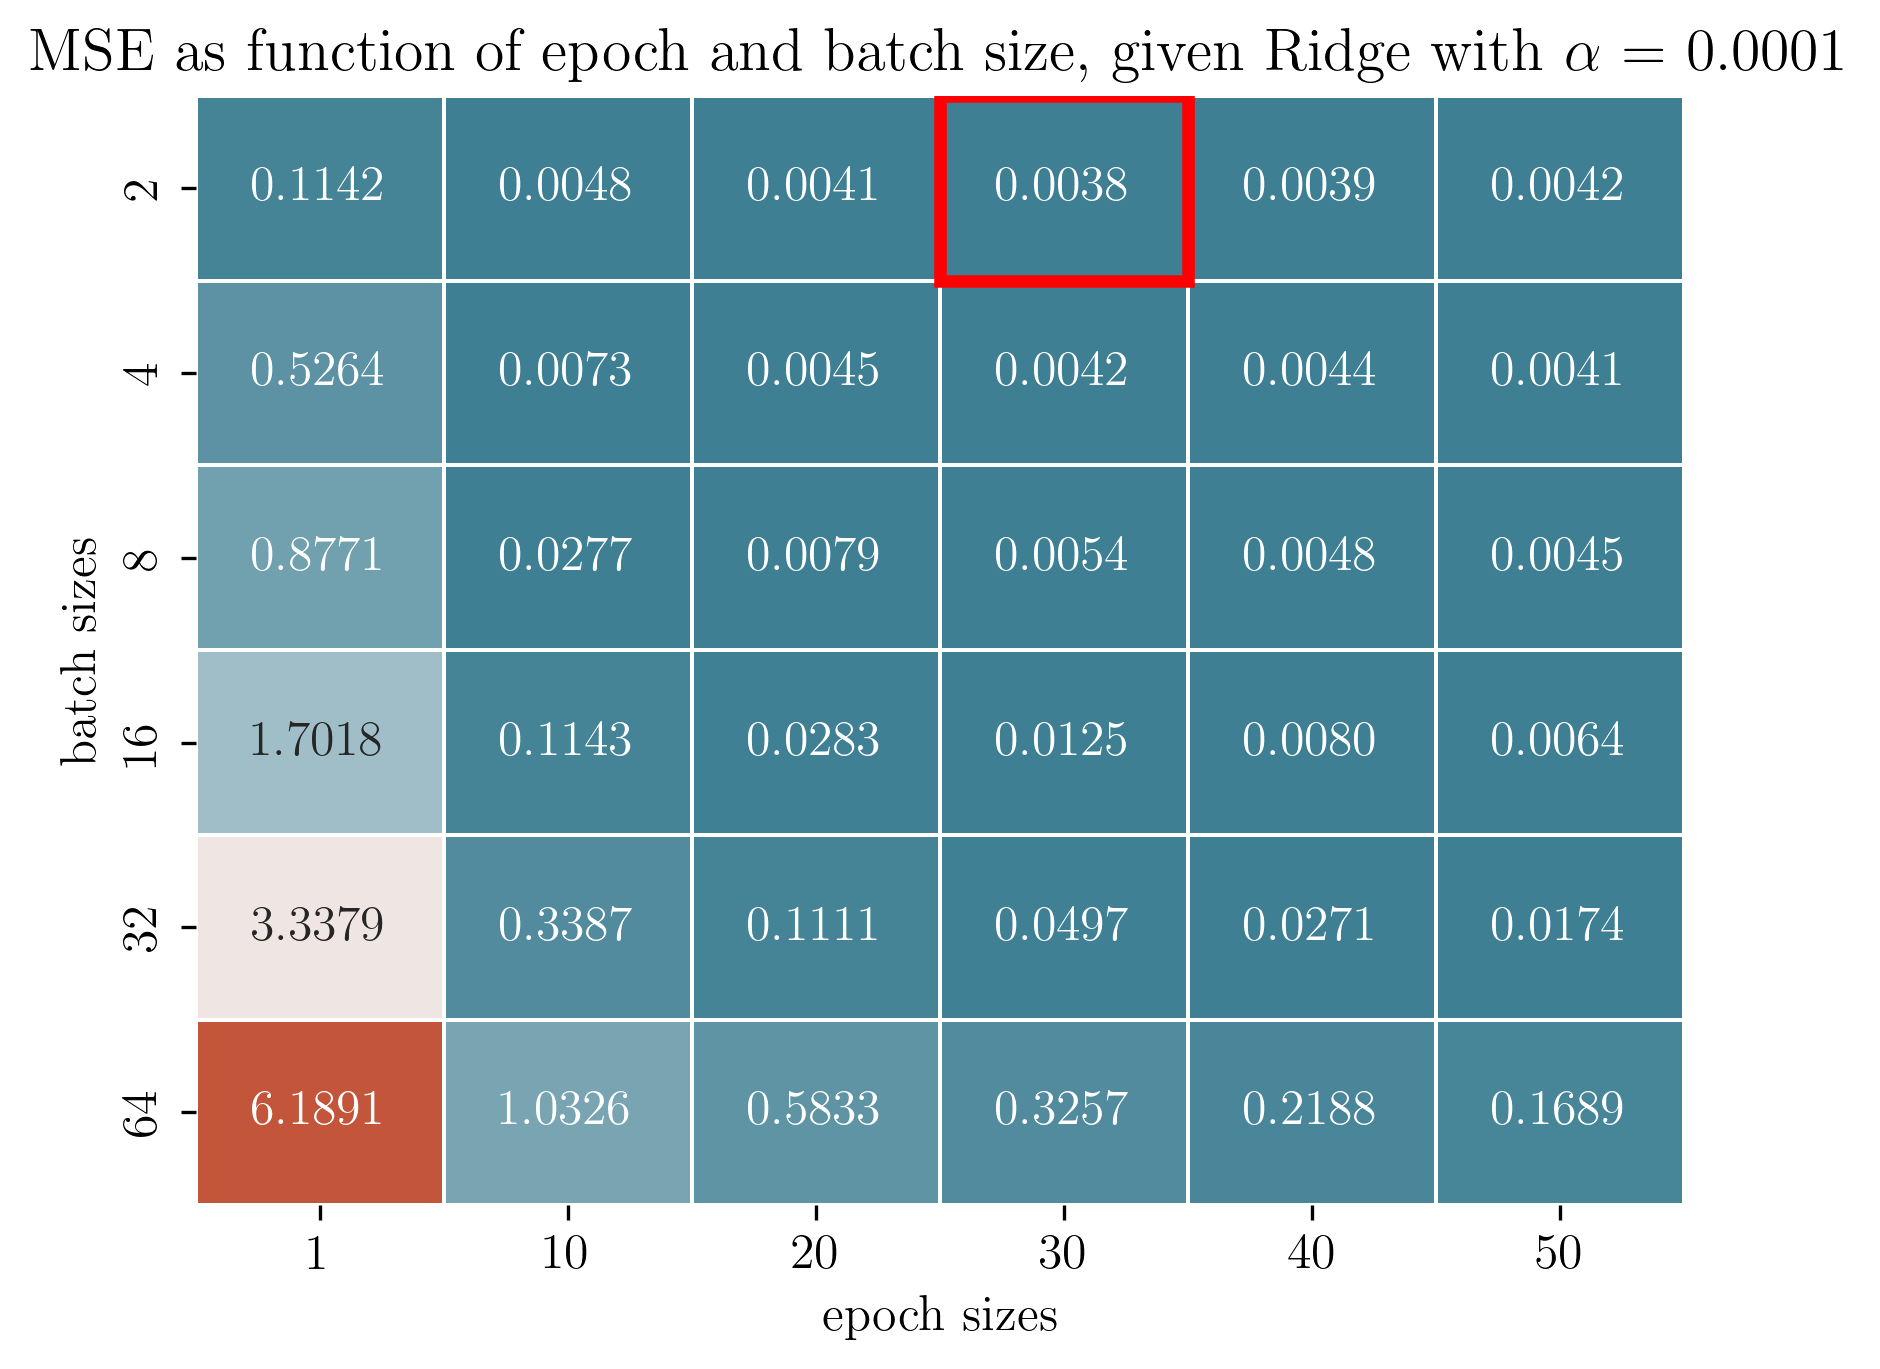 MSE as function of epoch and batch size, given Ridge with α = 0.0001
2 0.1142 0.0048 0.0041 0.0038 0.0039 0.0042
4 0.5264 0.0073 0.0045 0.0042 0.0044 0.0041
8 0.8771 0.0277 0.0079 0.0054 0.0048 0.0045
batch sizes
16 1.7018 0.1143 0.0283 0.0125 0.0080 0.0064
32 3.3379 0.3387 0.1111 0.0497 0.0271 0.0174
64 6.1891 1.0326 0.5833 0.3257 0.2188 0.1689
1 10 20 30 40 50
epoch sizes